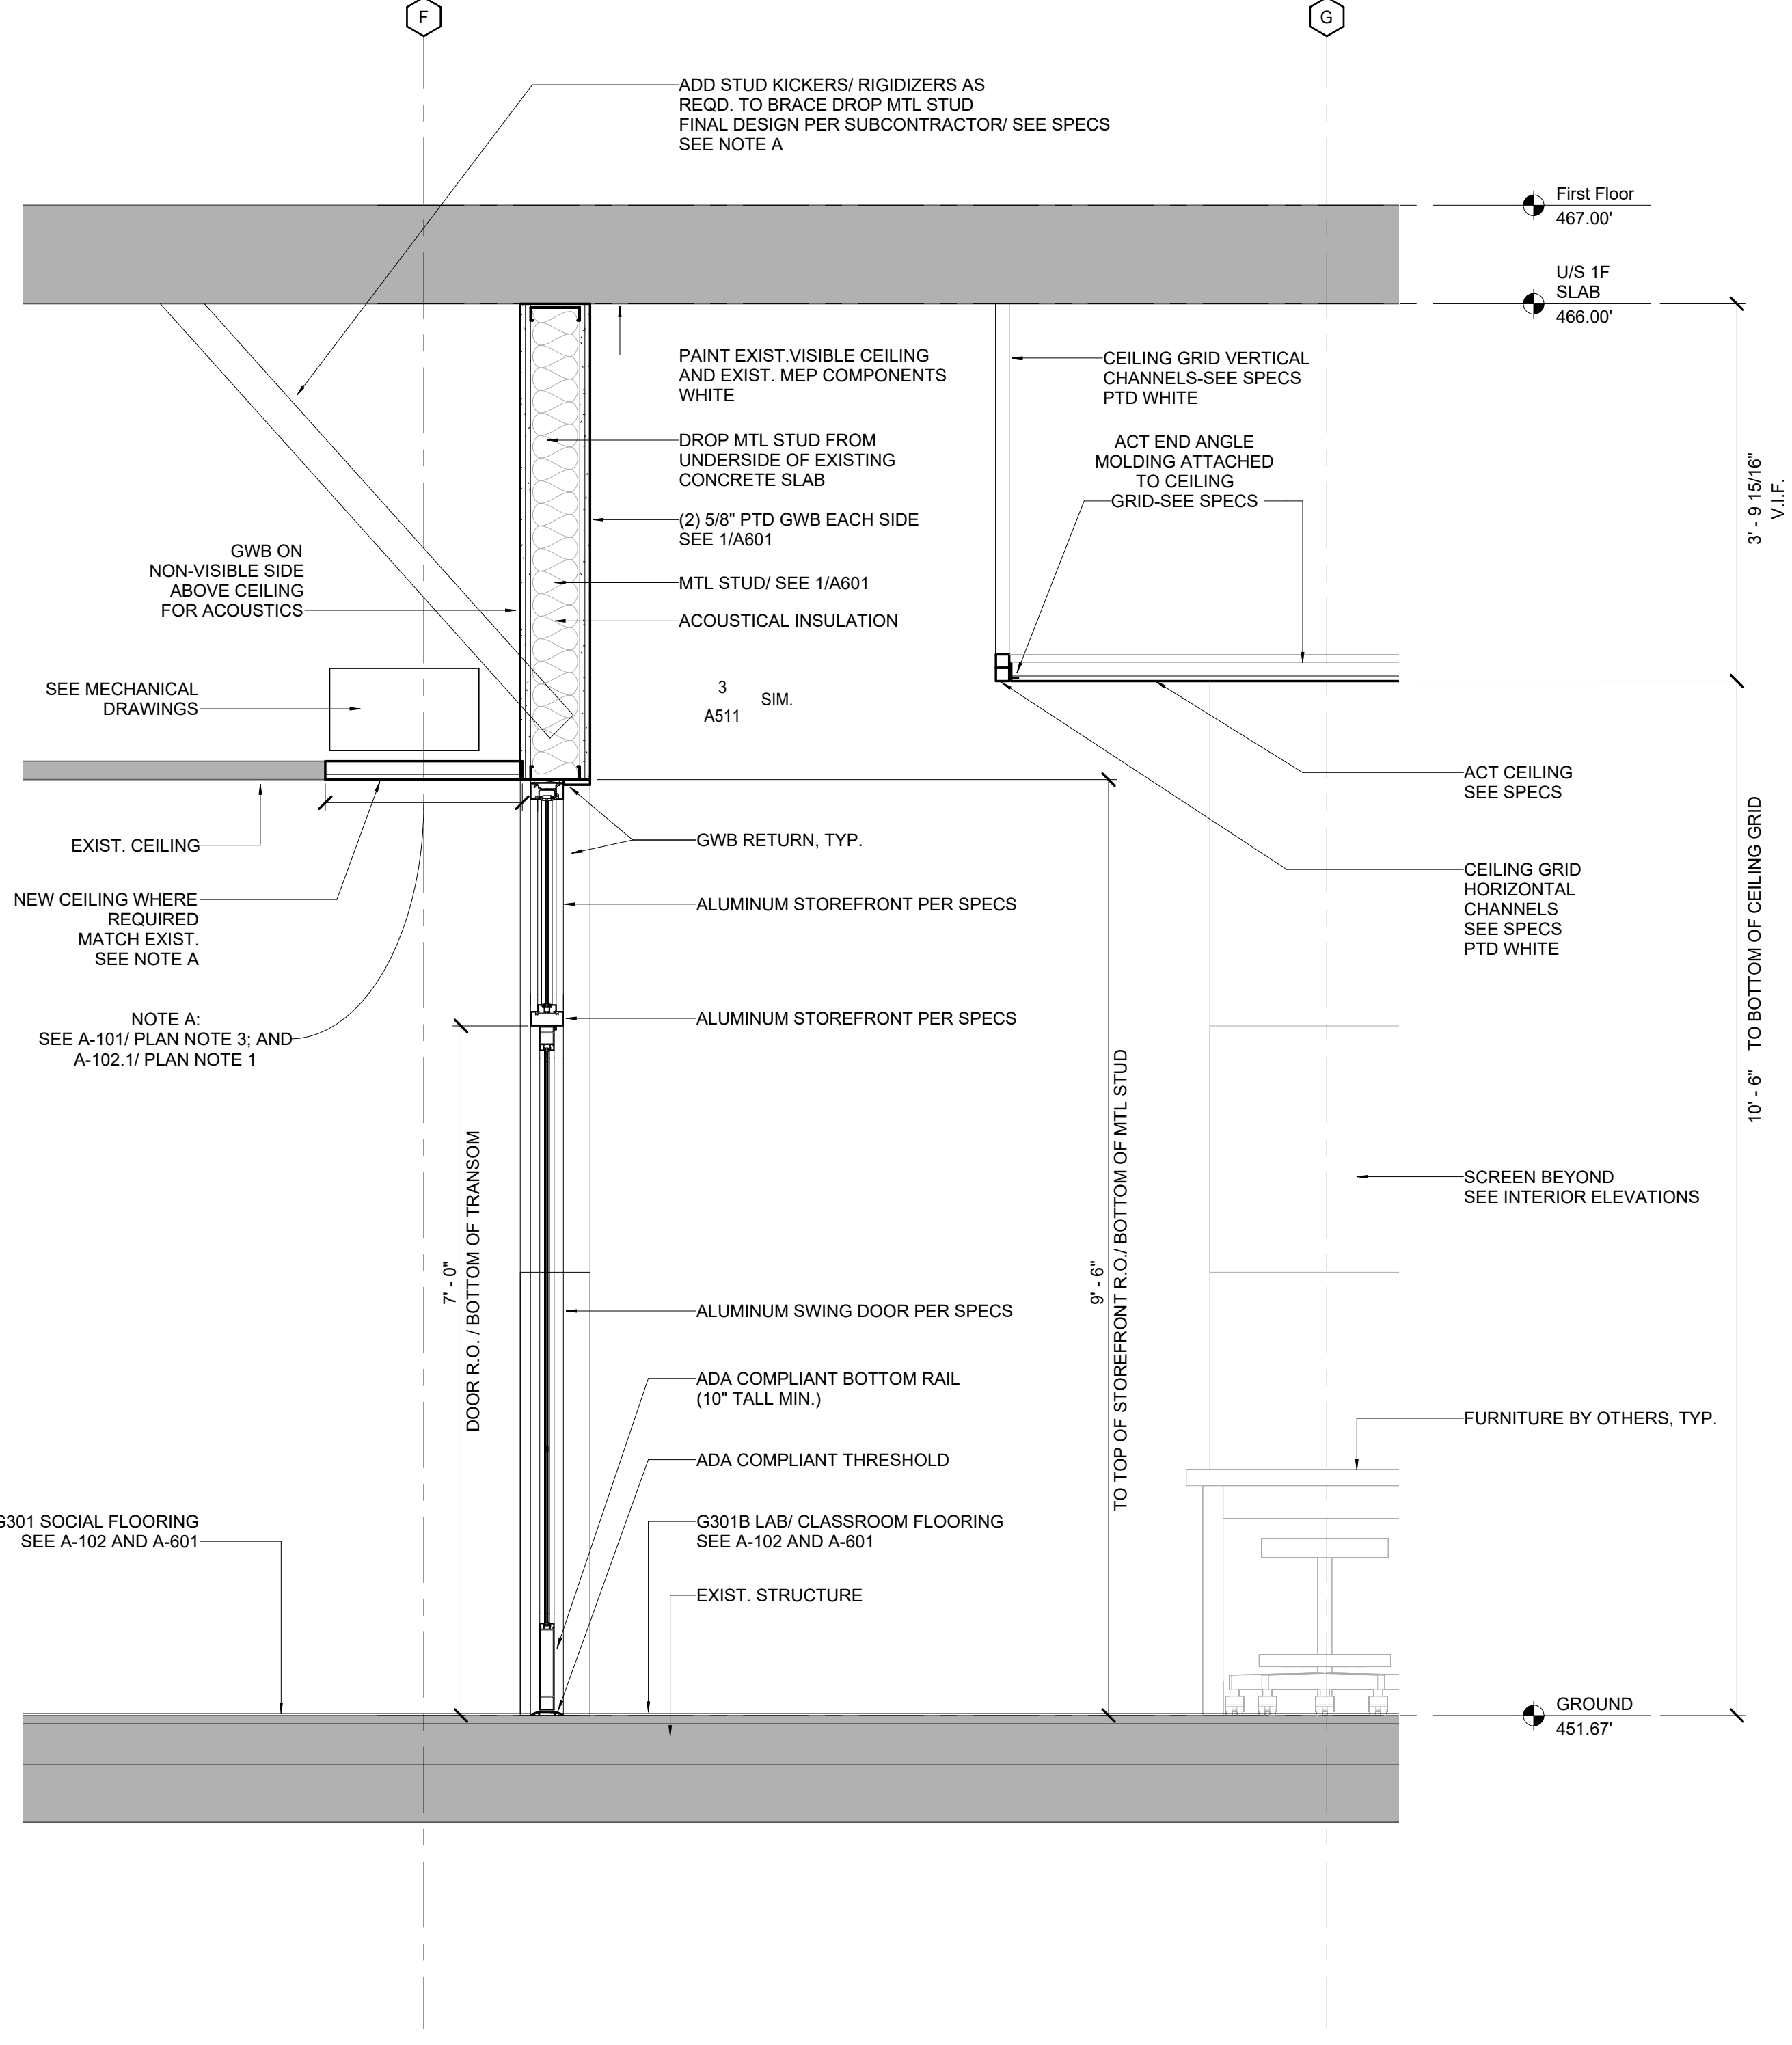 F
G
ADD STUD KICKERS/ RIGIDIZERS AS
REQD. TO BRACE DROP MTL STUD
FINAL DESIGN PER SUBCONTRACTOR/ SEE SPECS
SEE NOTE A
First Floor
467.00'
U/S 1F
SLAB
466.00'
PAINT EXIST.VISIBLE CEILING
AND EXIST. MEP COMPONENTS
WHITE
CEILING GRID VERTICAL
CHANNELS-SEE SPECS
PTD WHITE
DROP MTL STUD FROM
UNDERSIDE OF EXISTING
CONCRETE SLAB
ACT END ANGLE
MOLDING ATTACHED
TO CEILING
GRID-SEE SPECS
3' - 9 15/16"
V.I.F.
(2) 5/8" PTD GWB EACH SIDE
SEE 1/A601
GWB ON
NON-VISIBLE SIDE
ABOVE CEILING
FOR ACOUSTICS
MTL STUD/ SEE 1/A601
ACOUSTICAL INSULATION
SEE MECHANICAL
DRAWINGS
3
A511
SIM.
ACT CEILING
SEE SPECS
EXIST. CEILING
GWB RETURN, TYP.
NEW CEILING WHERE
REQUIRED
MATCH EXIST.
SEE NOTE A
ALUMINUM STOREFRONT PER SPECS
CEILING GRID
HORIZONTAL
CHANNELS
SEE SPECS
PTD WHITE
10' - 6" TO BOTTOM OF CEILING GRID
NOTE A:
SEE A-101/ PLAN NOTE 3; AND
A-102.1/ PLAN NOTE 1
ALUMINUM STOREFRONT PER SPECS
7' - 0"
DOOR R.O. / BOTTOM OF TRANSOM
9' - 6"
TO TOP OF STOREFRONT R.O./ BOTTOM OF MTL STUD
SCREEN BEYOND
SEE INTERIOR ELEVATIONS
ALUMINUM SWING DOOR PER SPECS
ADA COMPLIANT BOTTOM RAIL
(10" TALL MIN.)
FURNITURE BY OTHERS, TYP.
ADA COMPLIANT THRESHOLD
G301 SOCIAL FLOORING
SEE A-102 AND A-601
G301B LAB/ CLASSROOM FLOORING
SEE A-102 AND A-601
EXIST. STRUCTURE
GROUND
451.67'